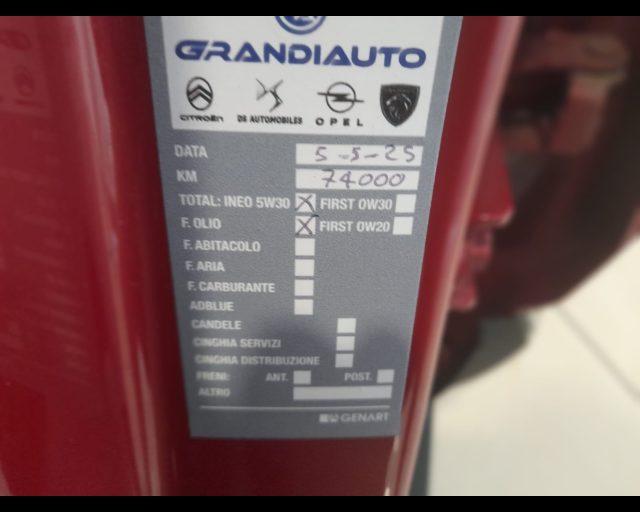 GRANDIAUTO
CITROËN DS AUTOMOBILES OPEL
DATA 5-5-25
KM 74000
TOTAL: INEO 5W30 X FIRST 0W30
F. OLIO X FIRST 0W20
F. ABITACOLO
F. ARIA
F. CARBURANTE
ADBLUE
CANDELE
CINGHIA SERVIZI
CINGHIA DISTRIBUZIONE
FRENI: ANT. POST.
ALTRO
GENART